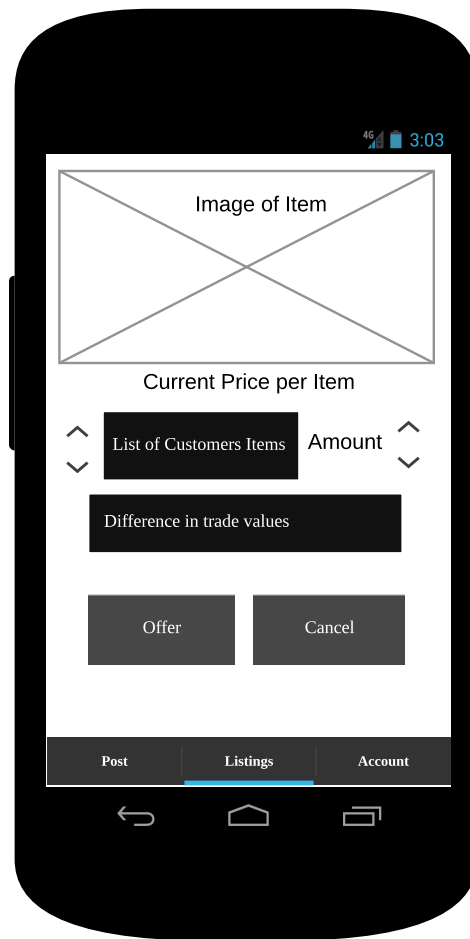 4G 3:03
Image of Item
Current Price per Item
List of Customers Items Amount
Difference in trade values
Offer Cancel
Post Listings Account